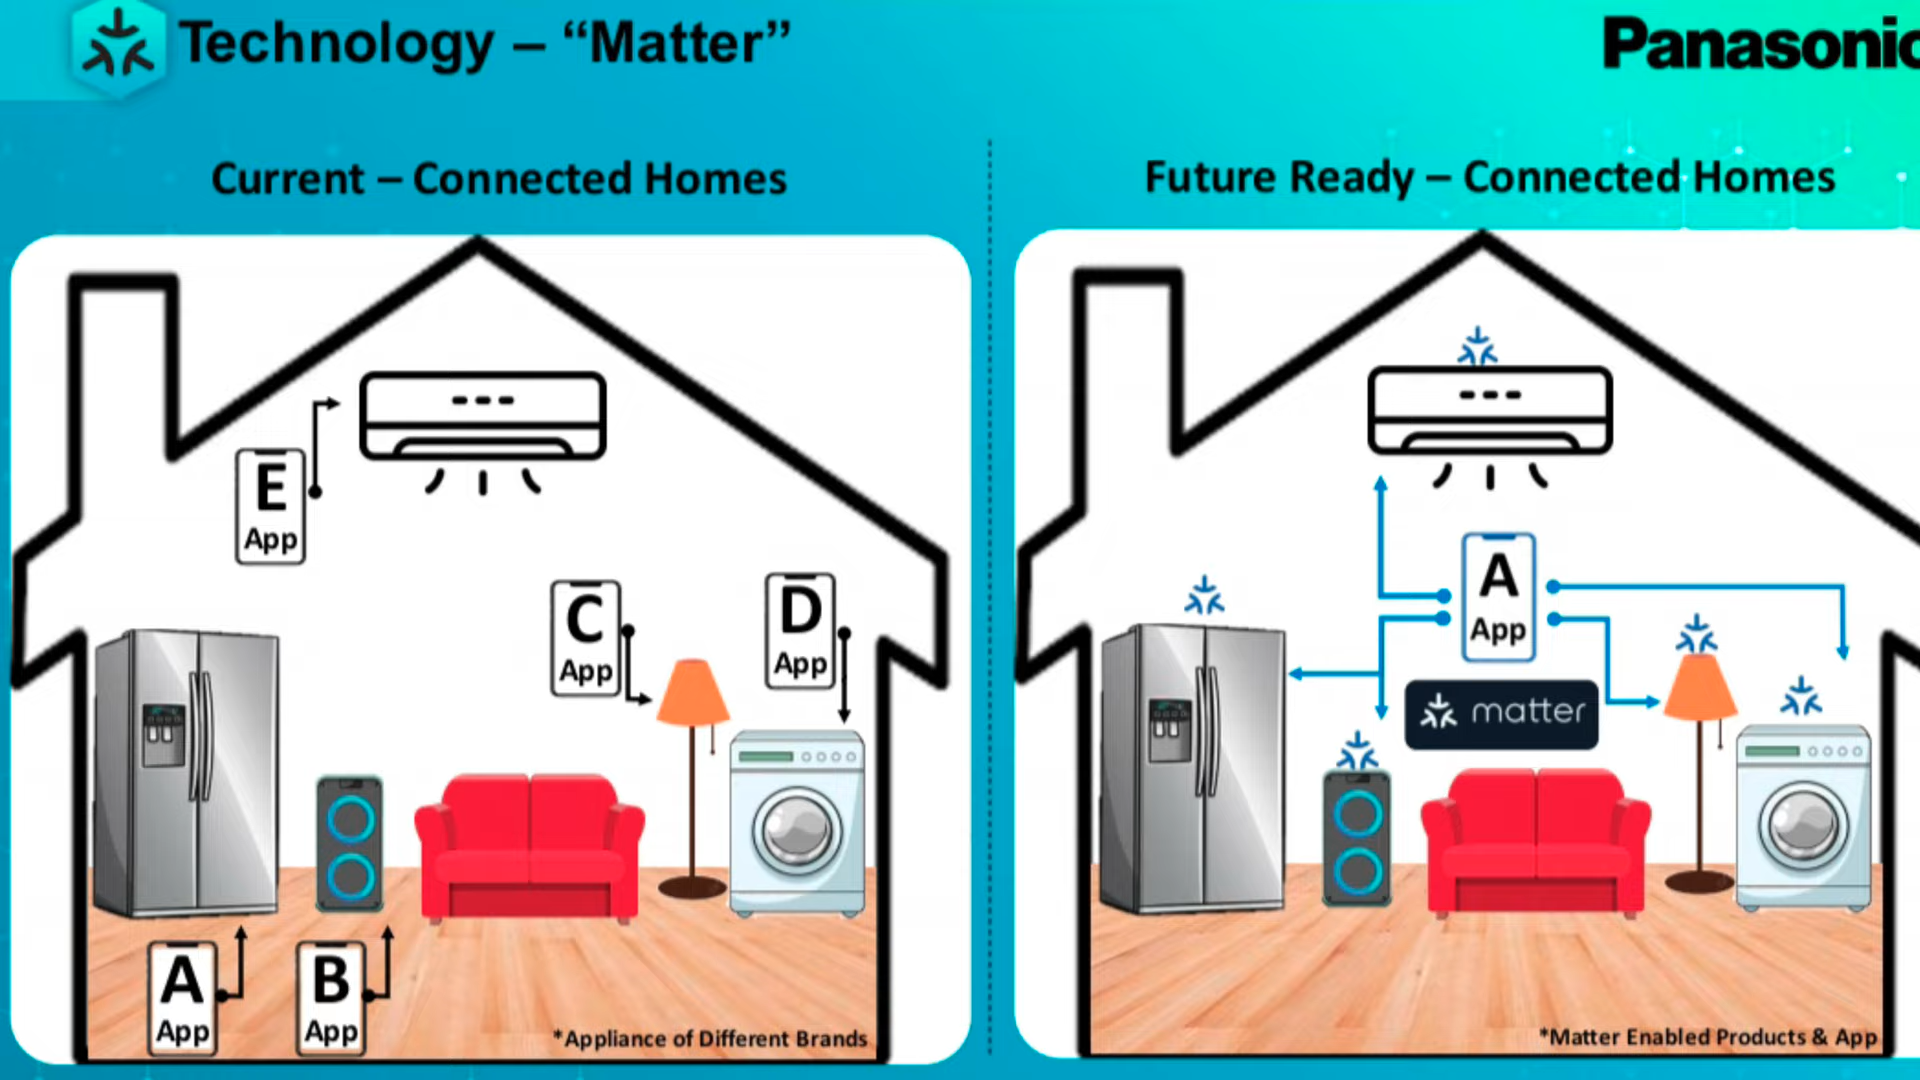 Technology – “Matter”
Panasonic
Current – Connected Homes
Future Ready – Connected Homes
E
App
C
App
D
App
A
App
B
App
*Appliance of Different Brands
A
App
matter
*Matter Enabled Products & App